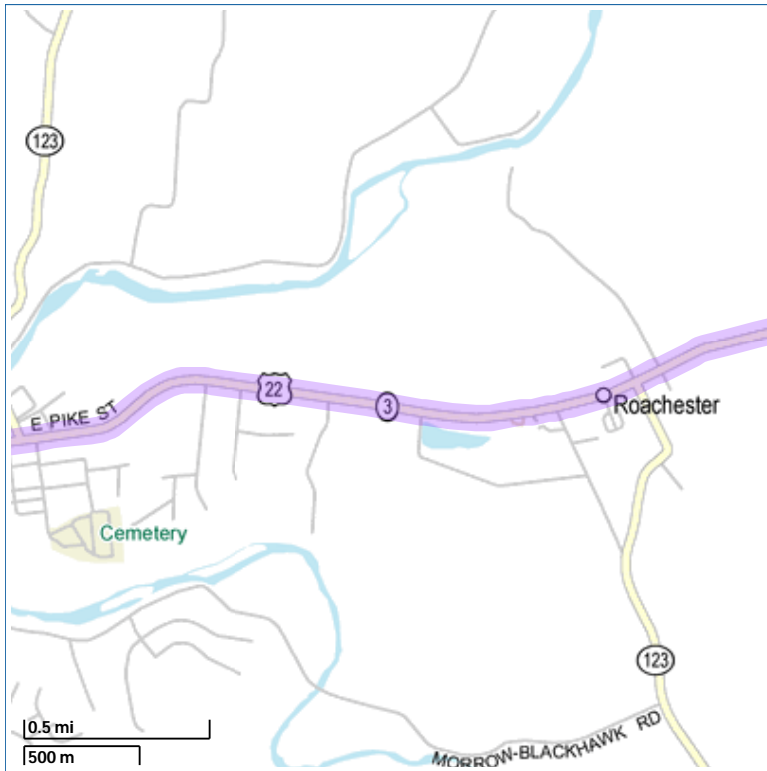 123
22
3
E PIKE ST
Roachester
Cemetery
123
0.5 mi
500 m
MORROW-BLACKHAWK RD